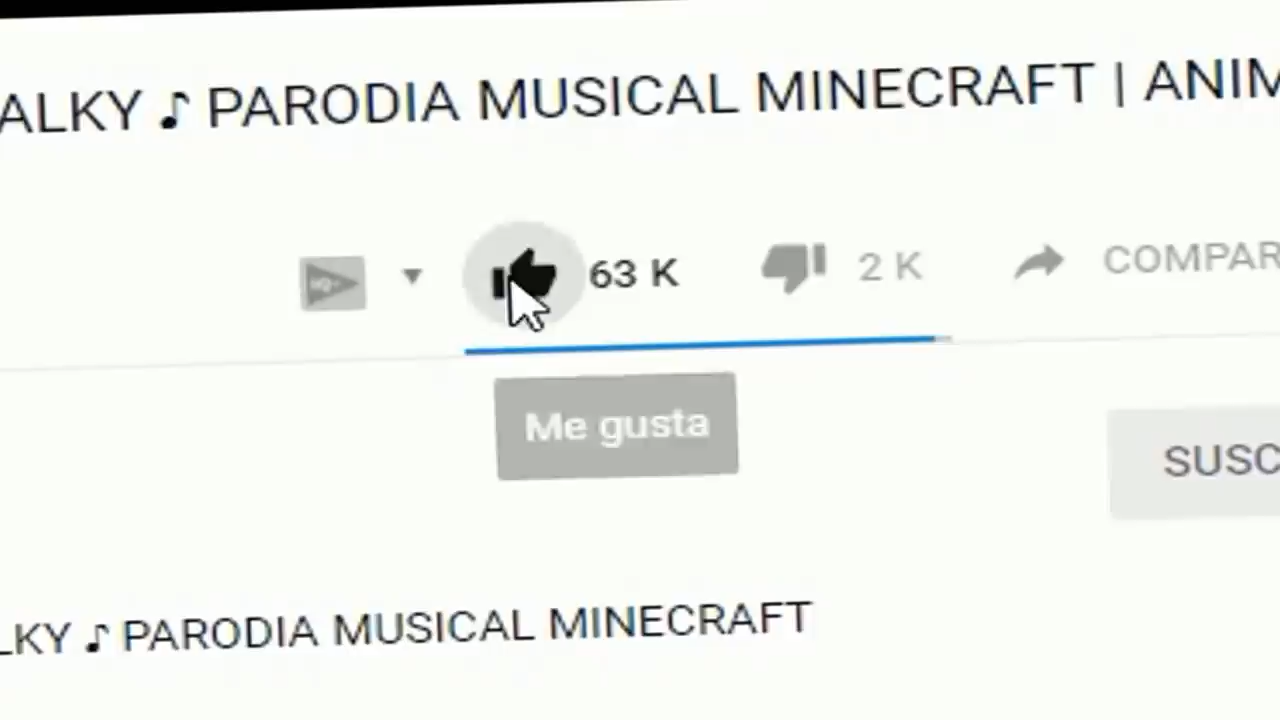 ALKY ♪ PARODIA MUSICAL MINECRAFT | ANIM
63 K 2 K COMPAR
Me gusta
SUSC
LKY ♪ PARODIA MUSICAL MINECRAFT